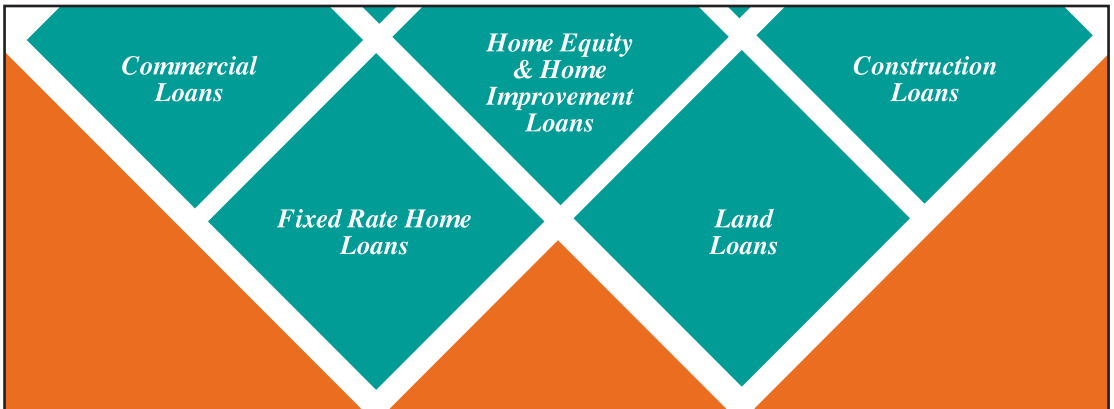 Commercial
Loans
Home Equity
& Home
Improvement
Loans
Construction
Loans
Fixed Rate Home
Loans
Land
Loans